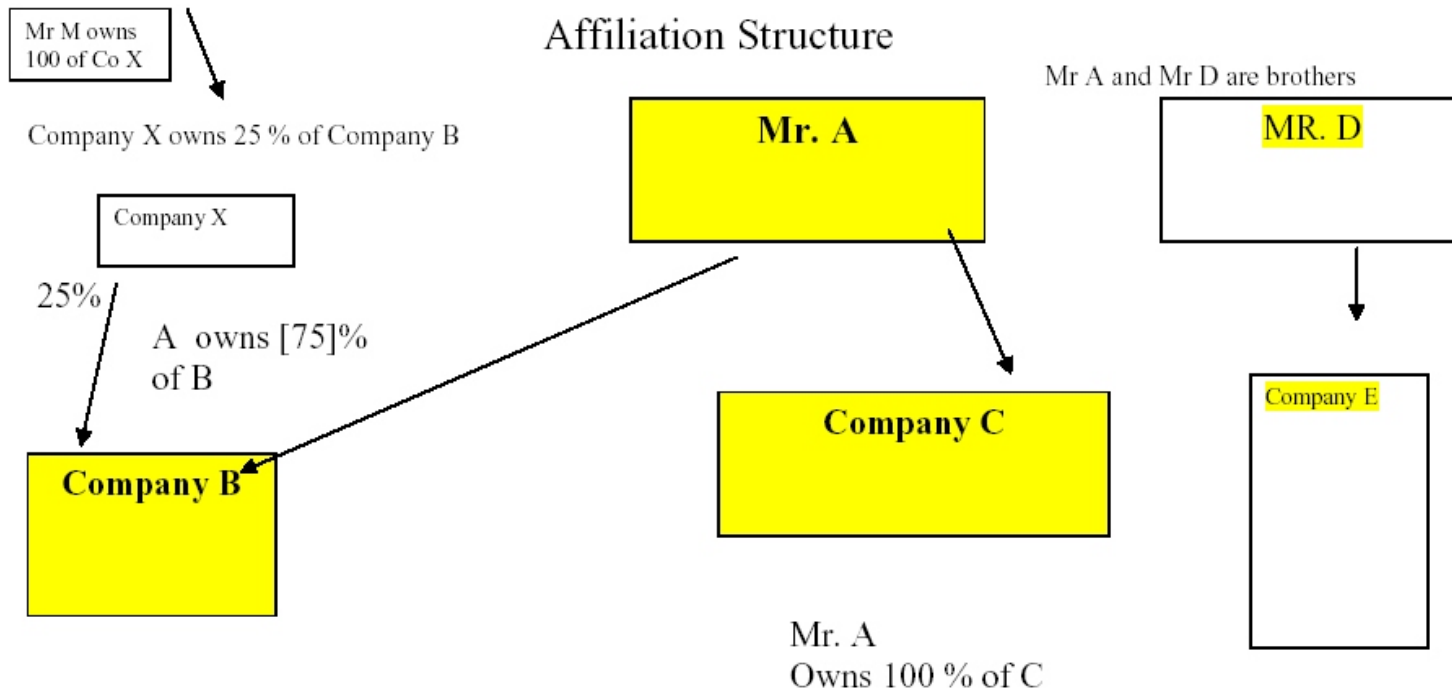 Mr M owns
100 of Co X
Affiliation Structure
Mr A and Mr D are brothers
Company X owns 25 % of Company B
Mr. A
MR. D
Company X
25%
A owns [75]%
of B
Company B
Company C
Company E
Mr. A
Owns 100 % of C